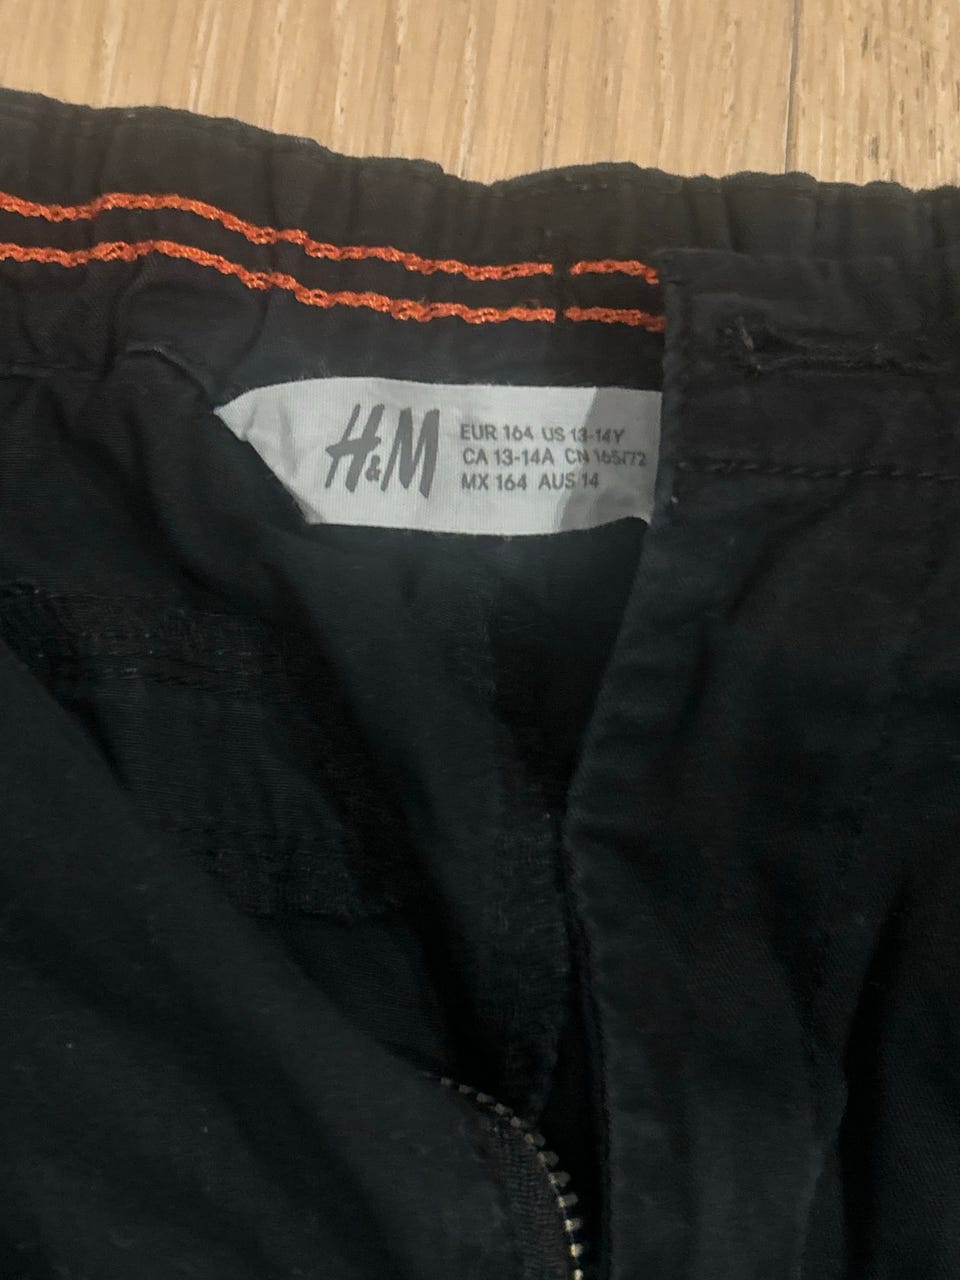 H&M
EUR 164 US 13-14Y
CA 13-14A CN 165/72
MX 164 AUS 14